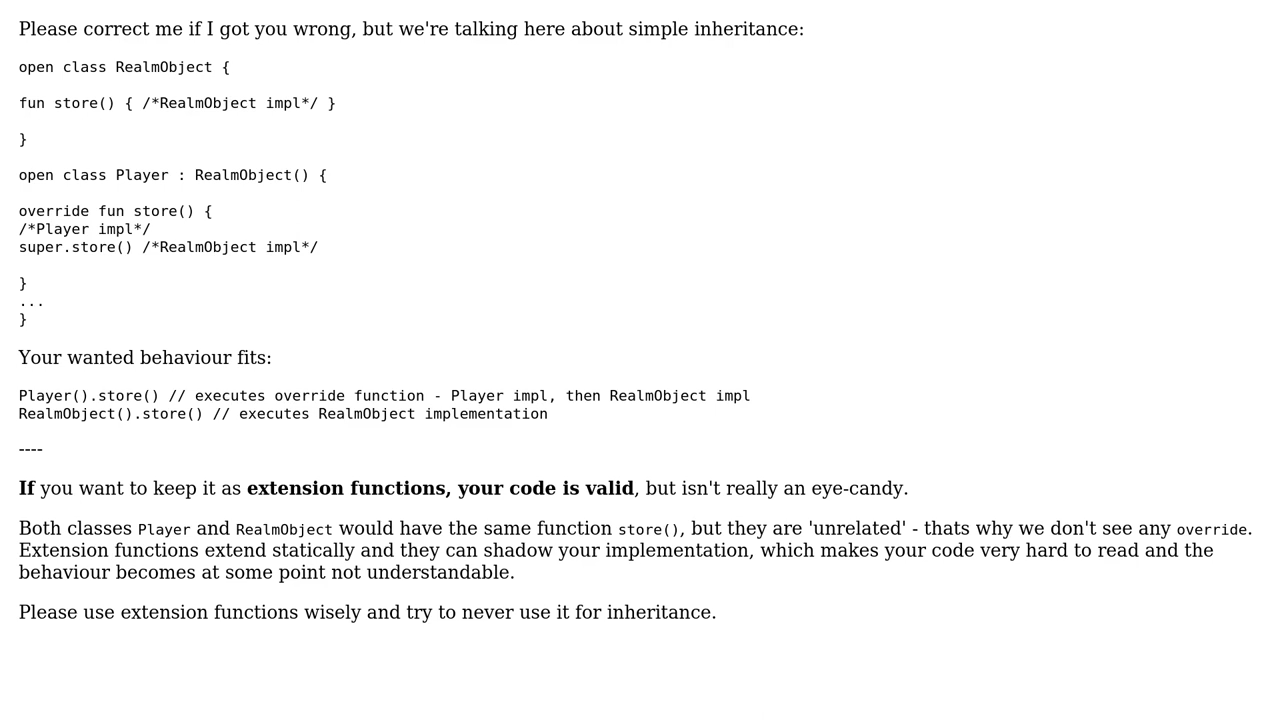 Please correct me if I got you wrong, but we're talking here about simple inheritance:
open class RealmObject {
fun store() { /*RealmObject impl*/ }
}
open class Player : RealmObject() {
override fun store() {
/*Player impl*/
super.store() /*RealmObject impl*/
}
...
}
Your wanted behaviour fits:
Player().store() // executes override function - Player impl, then RealmObject impl
RealmObject().store() // executes RealmObject implementation
----
If you want to keep it as extension functions, your code is valid, but isn't really an eye-candy.
Both classes Player and RealmObject would have the same function store(), but they are 'unrelated' - thats why we don't see any override.
Extension functions extend statically and they can shadow your implementation, which makes your code very hard to read and the
behaviour becomes at some point not understandable.
Please use extension functions wisely and try to never use it for inheritance.